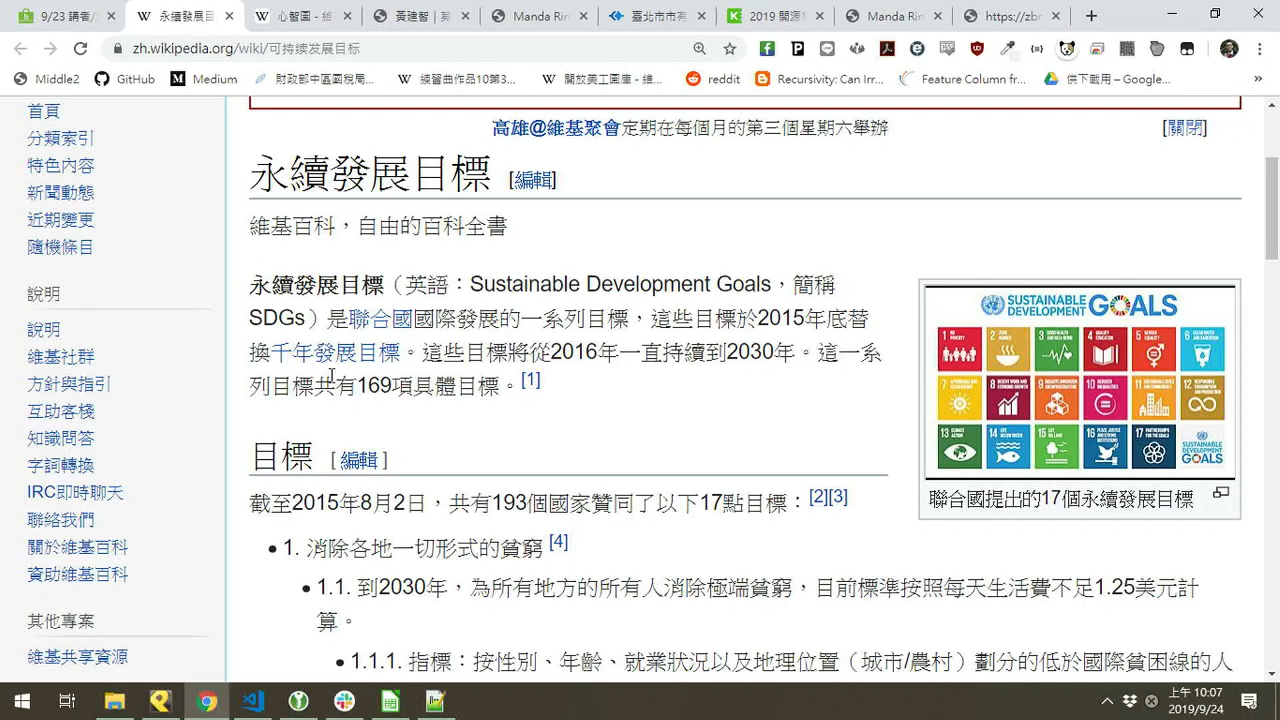 9/23 講者/
永續發展目
心智圖 - 維
黃建智 | 莫
Manda Rin
臺北市市有
2019 開源
Manda Rin
https://zbr
zh.wikipedia.org/wiki/可持续发展目标
Middle2
GitHub
Medium
財政部中區國稅局...
練習曲作品10第3...
開放美工圖庫 - 維...
reddit
Recursivity: Can Irr...
Feature Column fr...
供下載用 – Google...
首頁
分類索引
特色內容
新聞動態
近期變更
隨機條目
說明
說明
維基社群
方針與指引
互助客棧
知識問答
字詞轉換
IRC即時聊天
聯絡我們
關於維基百科
資助維基百科
其他專案
維基共享資源
高雄@維基聚會定期在每個月的第三個星期六舉辦
[關閉]
永續發展目標 [編輯]
維基百科，自由的百科全書
永續發展目標（英語：Sustainable Development Goals，簡稱
SDGs）是聯合國國際發展的一系列目標，這些目標於2015年底替
換千年發展目標。這些目標將從2016年一直持續到2030年。這一系
列目標共有169項具體目標。[1]
SUSTAINABLE
DEVELOPMENT GOALS
聯合國提出的17個永續發展目標
目標 [編輯]
截至2015年8月2日，共有193個國家贊同了以下17點目標：[2][3]
1. 消除各地一切形式的貧窮 [4]
1.1. 到2030年，為所有地方的所有人消除極端貧窮，目前標準按照每天生活費不足1.25美元計
算。
1.1.1. 指標：按性別、年齡、就業狀況以及地理位置（城市/農村）劃分的低於國際貧困線的人
上午 10:07
2019/9/24